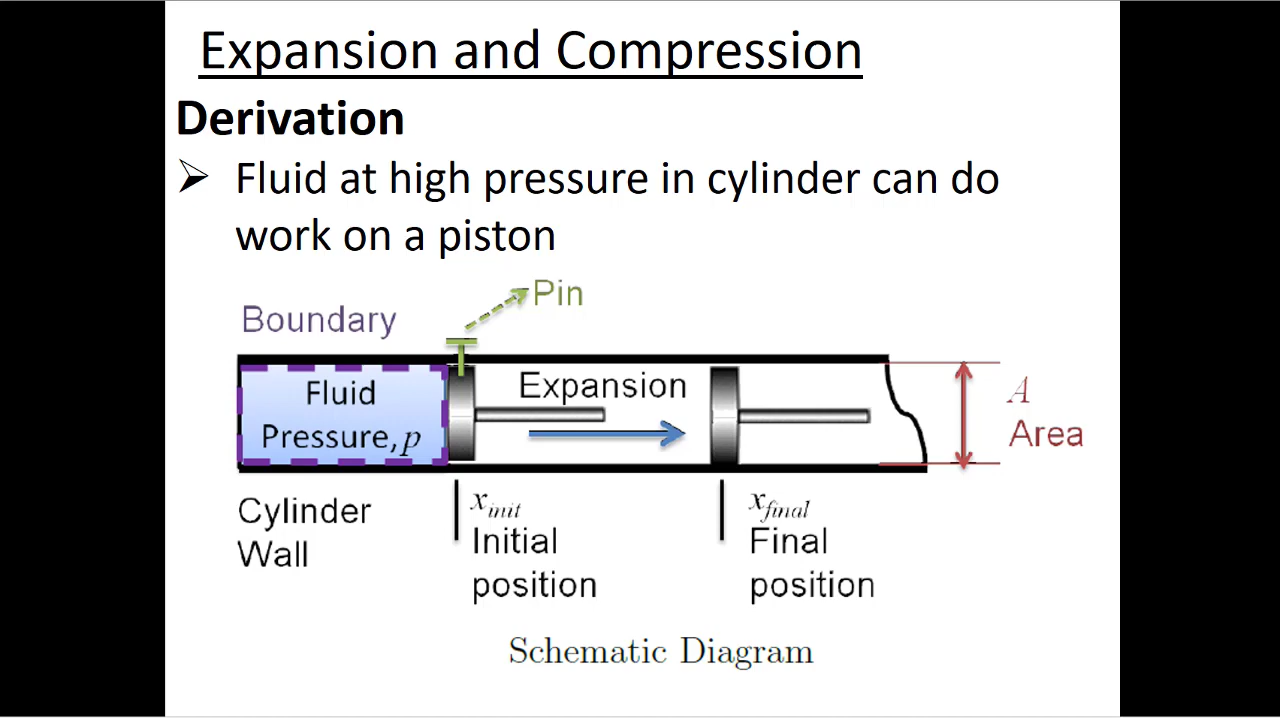 Expansion and Compression
Derivation
➢ Fluid at high pressure in cylinder can do
work on a piston
Pin
Boundary
Fluid
Pressure, p
Expansion
A
Area
Cylinder
Wall
x_init
Initial
position
x_final
Final
position
Schematic Diagram